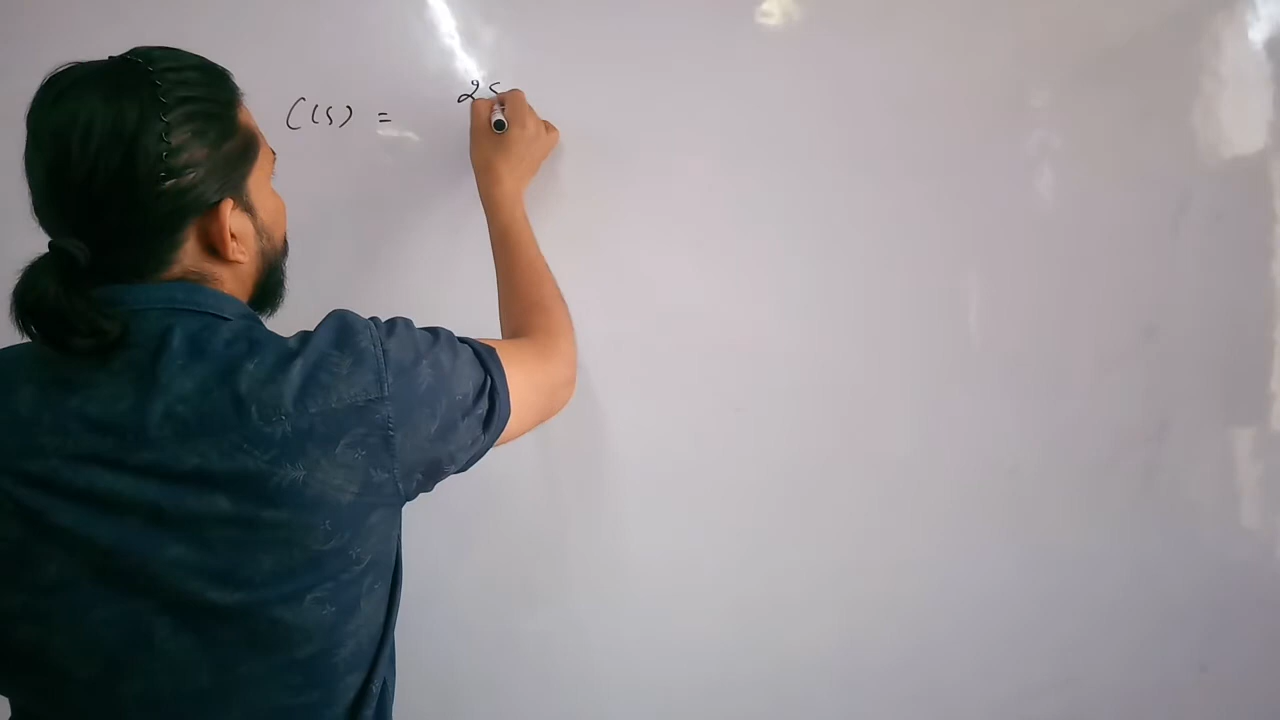 C(s) = 2s